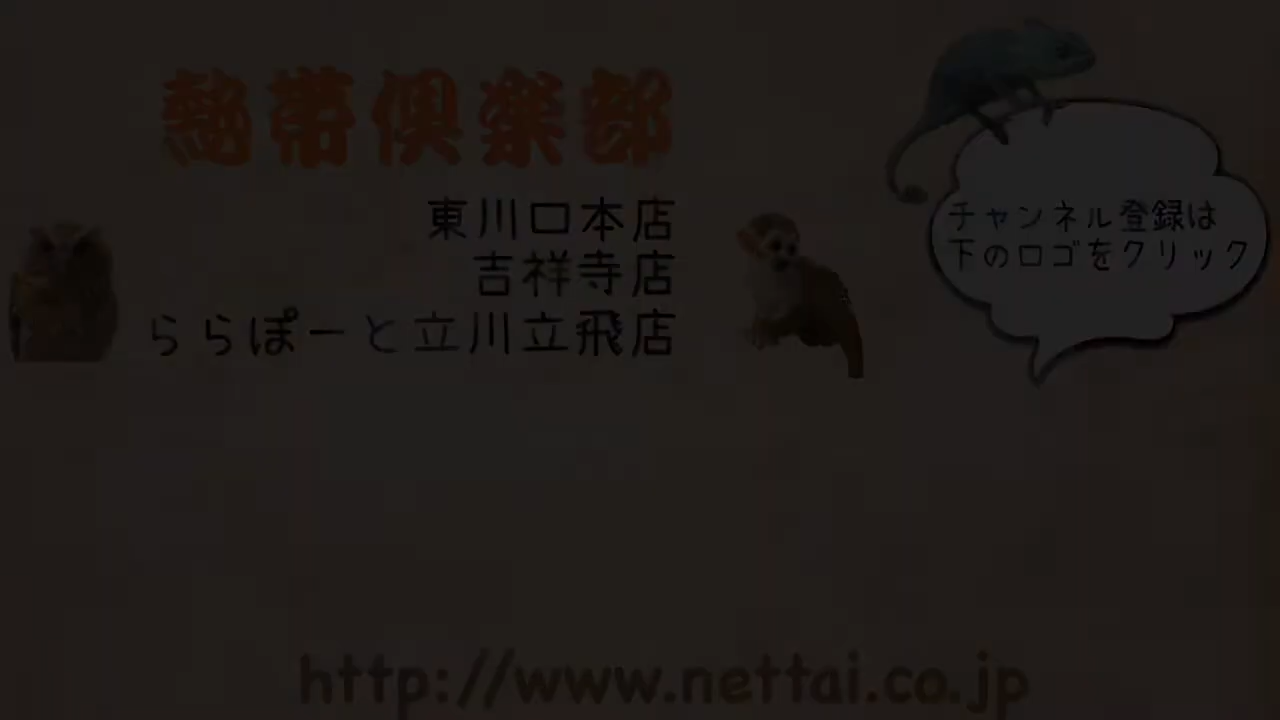 熱帯倶楽部
東川口本店
吉祥寺店
ららぽーと立川立飛店
チャンネル登録は
下のロゴをクリック
http://www.nettai.co.jp